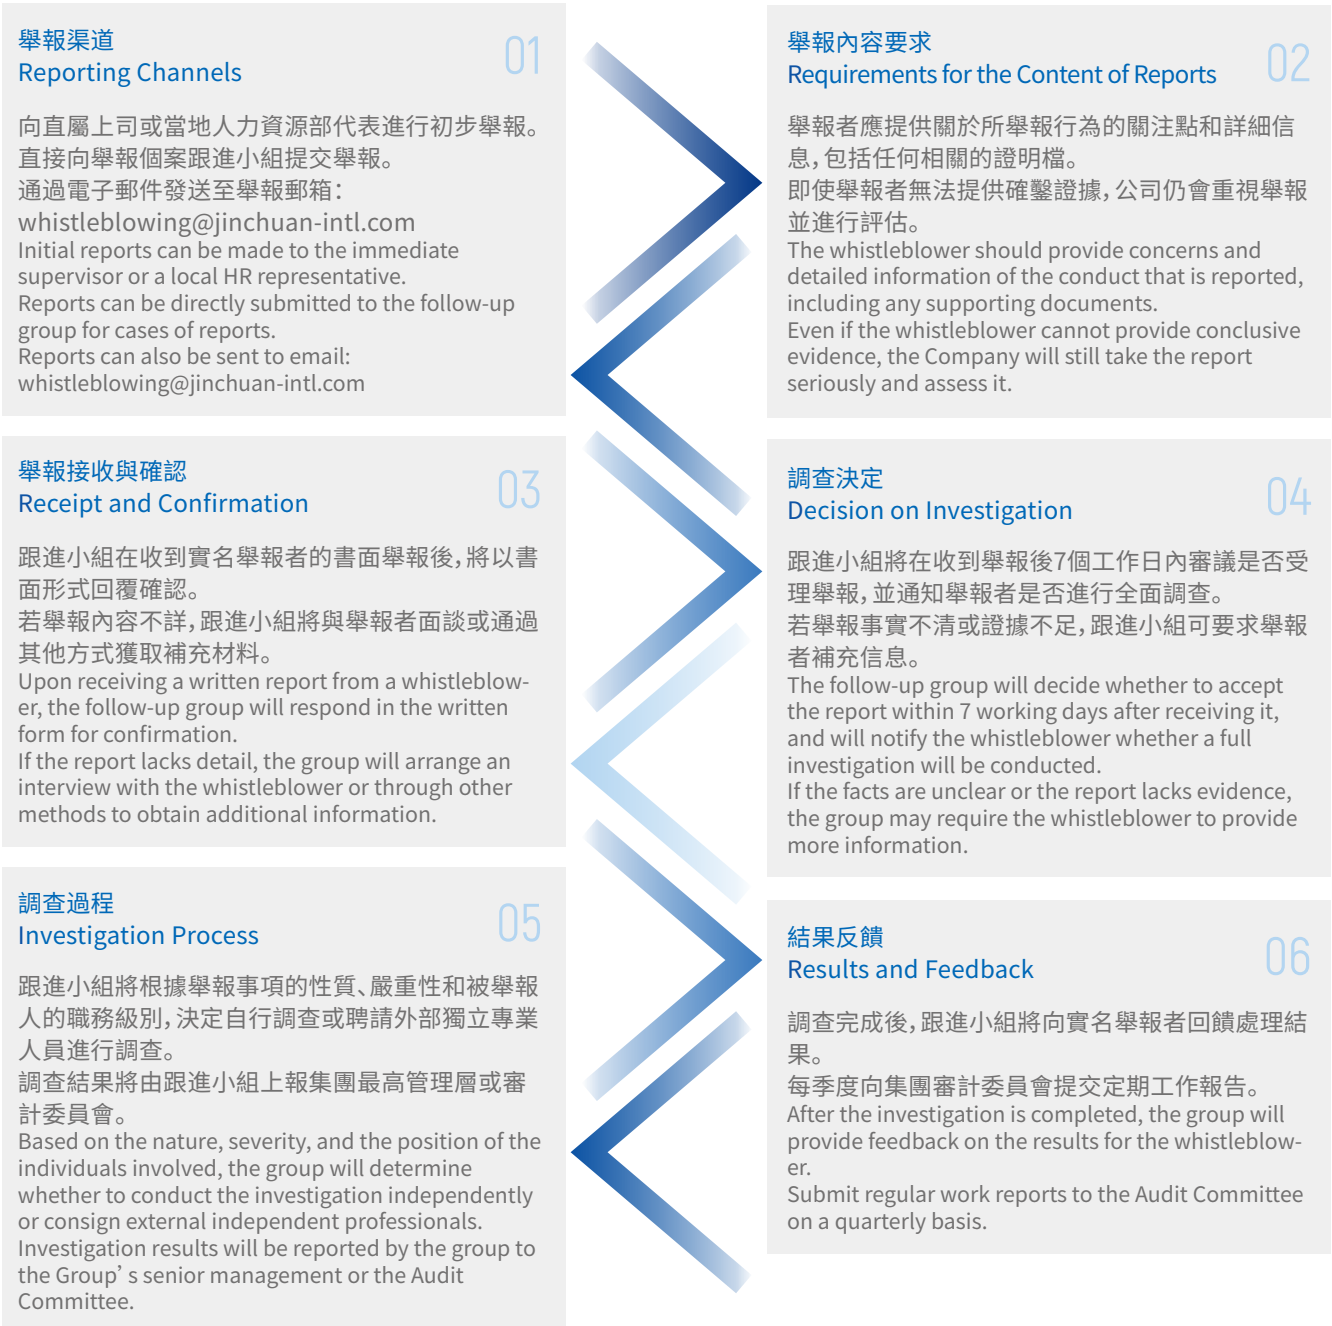 舉報渠道
Reporting Channels
01
向直屬上司或當地人力資源部代表進行初步舉報。
直接向舉報個案跟進小組提交舉報。
通過電子郵件發送至舉報郵箱：
whistleblowing@jinchuan-intl.com
Initial reports can be made to the immediate
supervisor or a local HR representative.
Reports can be directly submitted to the follow-up
group for cases of reports.
Reports can also be sent to email:
whistleblowing@jinchuan-intl.com
舉報內容要求
Requirements for the Content of Reports
02
舉報者應提供關於所舉報行為的關注點和詳細信
息，包括任何相關的證明檔。
即使舉報者無法提供確鑿證據，公司仍會重視舉報
並進行評估。
The whistleblower should provide concerns and
detailed information of the conduct that is reported,
including any supporting documents.
Even if the whistleblower cannot provide conclusive
evidence, the Company will still take the report
seriously and assess it.
舉報接收與確認
Receipt and Confirmation
03
跟進小組在收到實名舉報者的書面舉報後，將以書
面形式回覆確認。
若舉報內容不詳，跟進小組將與舉報者面談或通過
其他方式獲取補充材料。
Upon receiving a written report from a whistleblow-
er, the follow-up group will respond in the written
form for confirmation.
If the report lacks detail, the group will arrange an
interview with the whistleblower or through other
methods to obtain additional information.
調查決定
Decision on Investigation
04
跟進小組將在收到舉報後7個工作日內審議是否受
理舉報，並通知舉報者是否進行全面調查。
若舉報事實不清或證據不足，跟進小組可要求舉報
者補充信息。
The follow-up group will decide whether to accept
the report within 7 working days after receiving it,
and will notify the whistleblower whether a full
investigation will be conducted.
If the facts are unclear or the report lacks evidence,
the group may require the whistleblower to provide
more information.
調查過程
Investigation Process
05
跟進小組將根據舉報事項的性質、嚴重性和被舉報
人的職務級別，決定自行調查或聘請外部獨立專業
人員進行調查。
調查結果將由跟進小組上報集團最高管理層或審
計委員會。
Based on the nature, severity, and the position of the
individuals involved, the group will determine
whether to conduct the investigation independently
or consign external independent professionals.
Investigation results will be reported by the group to
the Group’s senior management or the Audit
Committee.
結果反饋
Results and Feedback
06
調查完成後，跟進小組將向實名舉報者回饋處理結
果。
每季度向集團審計委員會提交定期工作報告。
After the investigation is completed, the group will
provide feedback on the results for the whistleblow-
er.
Submit regular work reports to the Audit Committee
on a quarterly basis.